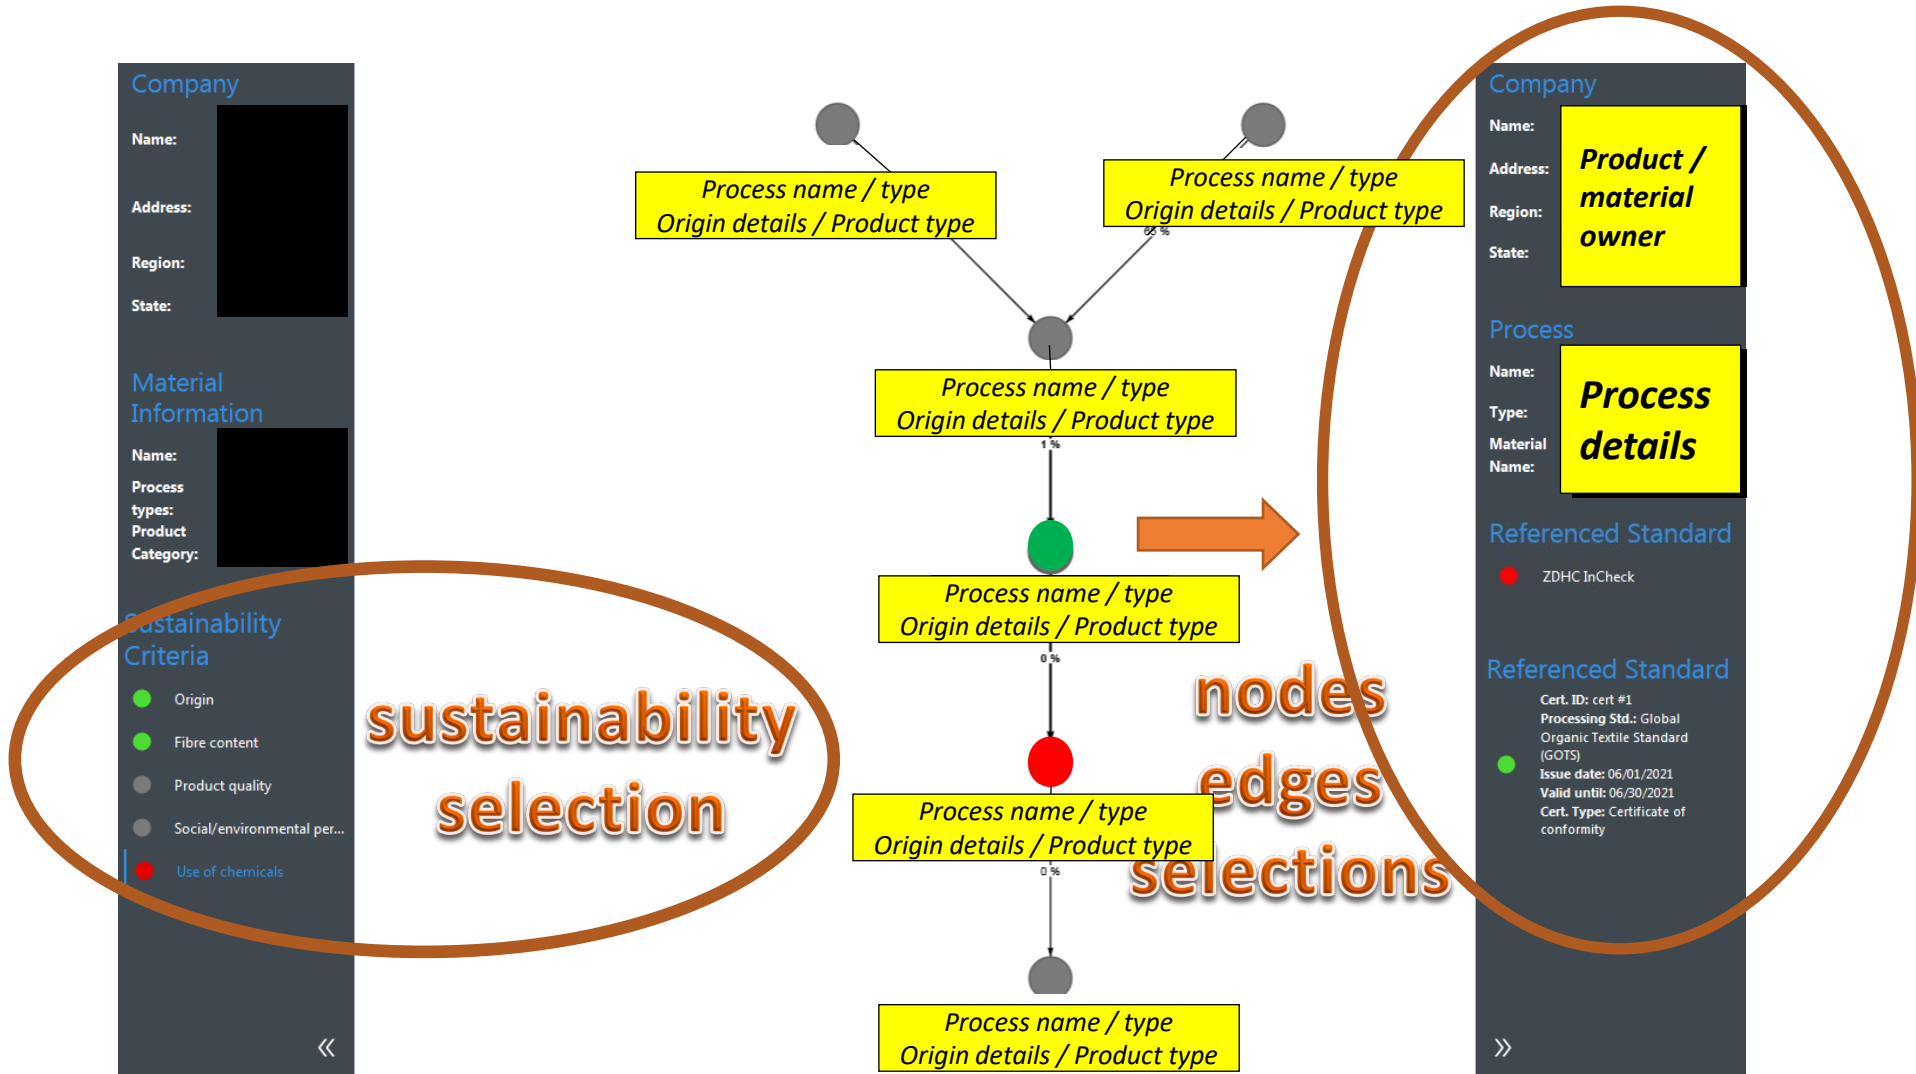 Company
Name:
Address:
Region:
State:
Material
Information
Name:
Process
types:
Product
Category:
Sustainability
Criteria
Origin
Fibre content
Product quality
Social/environmental per...
Use of chemicals
«
sustainability
selection
Process name / type
Origin details / Product type
Process name / type
Origin details / Product type
65 %
Process name / type
Origin details / Product type
1 %
Process name / type
Origin details / Product type
0 %
Process name / type
Origin details / Product type
0 %
Process name / type
Origin details / Product type
nodes
edges
selections
Company
Name:
Address:
Region:
State:
Product /
material
owner
Process
Name:
Type:
Material
Name:
Process
details
Referenced Standard
ZDHC InCheck
Referenced Standard
Cert. ID: cert #1
Processing Std.: Global
Organic Textile Standard
(GOTS)
Issue date: 06/01/2021
Valid until: 06/30/2021
Cert. Type: Certificate of
conformity
»